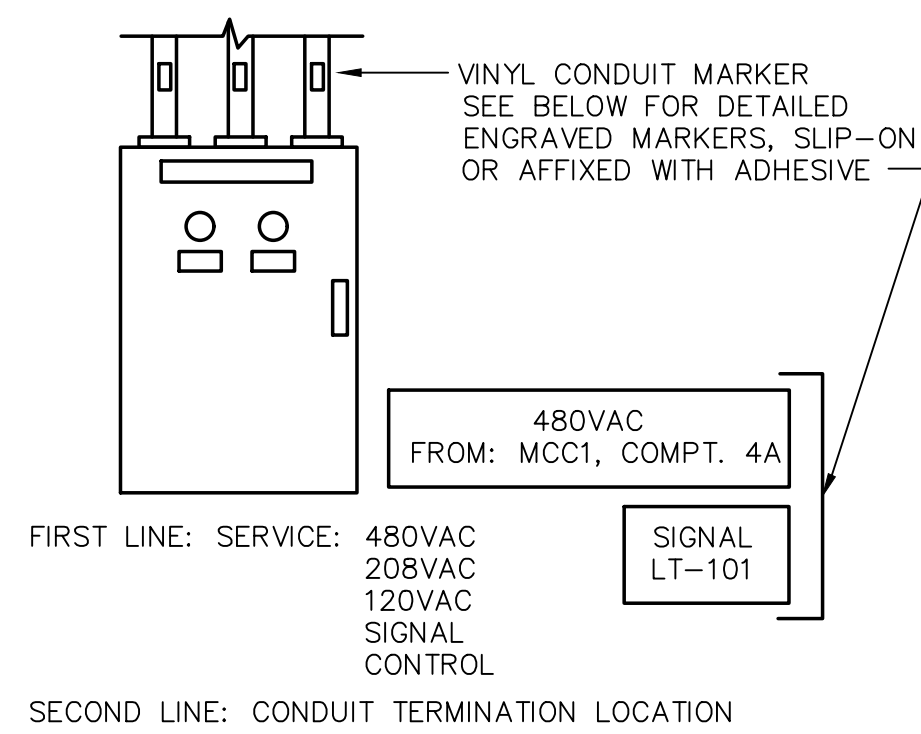 VINYL CONDUIT MARKER
SEE BELOW FOR DETAILED
ENGRAVED MARKERS, SLIP-ON
OR AFFIXED WITH ADHESIVE
480VAC
FROM: MCC1, COMPT. 4A
SIGNAL
LT-101
FIRST LINE: SERVICE: 480VAC
208VAC
120VAC
SIGNAL
CONTROL
SECOND LINE: CONDUIT TERMINATION LOCATION